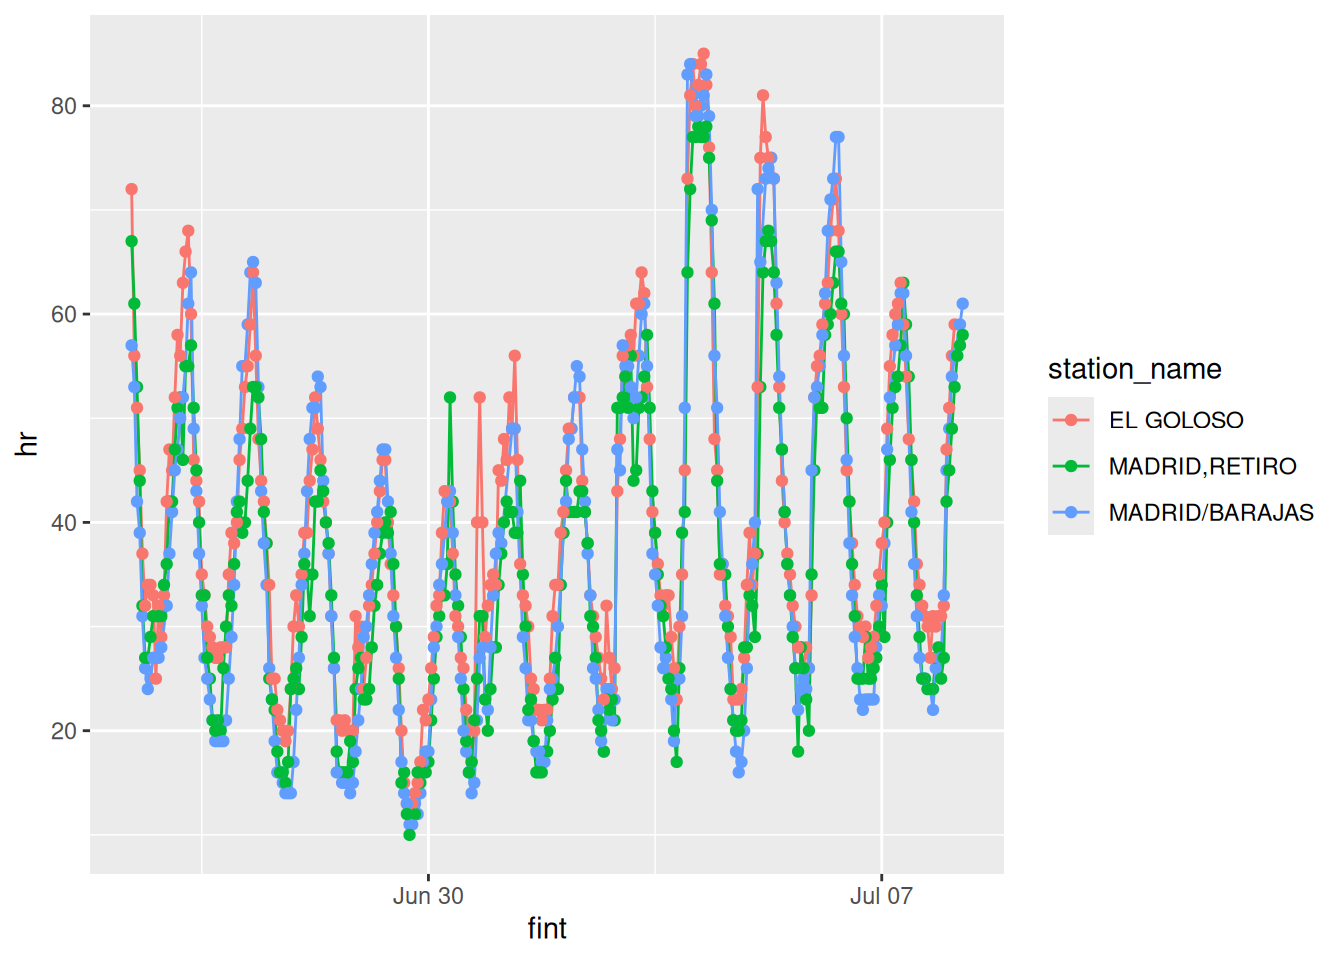 80
60
40
20
hr
Jun 30
Jul 07
fint
station_name
EL GOLOSO
MADRID,RETIRO
MADRID/BARAJAS